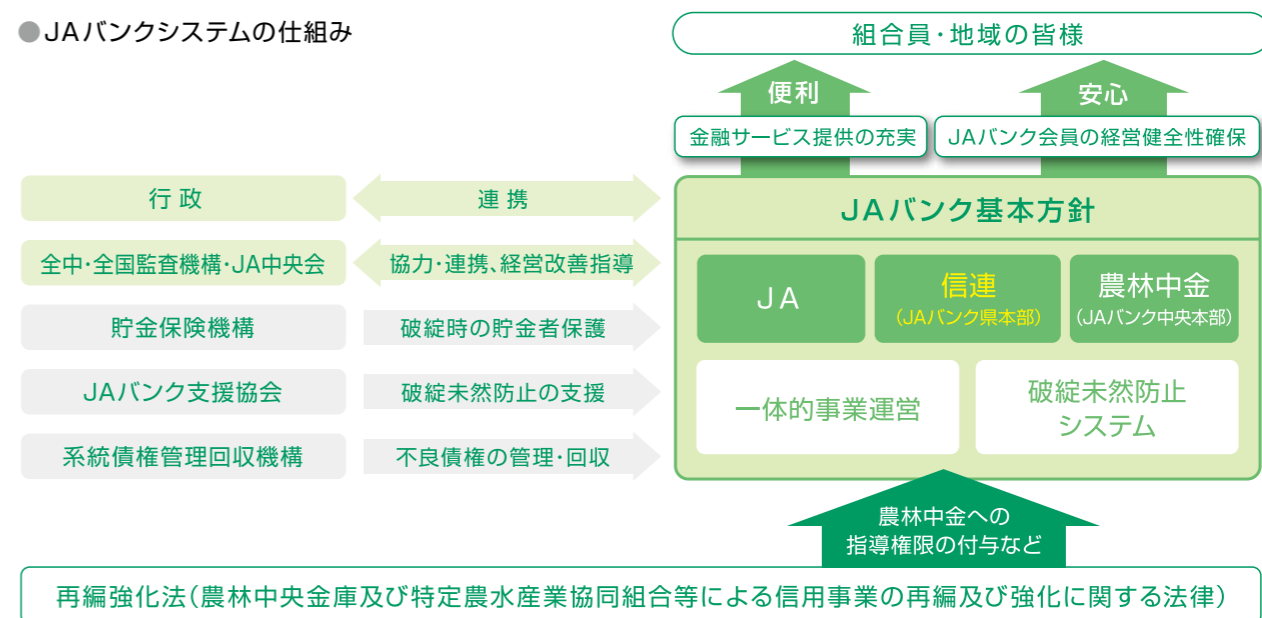 ●JAバンクシステムの仕組み
組合員・地域の皆様
便利
安心
金融サービス提供の充実
JAバンク会員の経営健全性確保
行政
連携
JAバンク基本方針
全中・全国監査機構・JA中央会
協力・連携、経営改善指導
JA
信連
(JAバンク県本部)
農林中金
(JAバンク中央本部)
貯金保険機構
破綻時の貯金者保護
JAバンク支援協会
破綻未然防止の支援
一体的事業運営
破綻未然防止
システム
系統債権管理回収機構
不良債権の管理・回収
農林中金への
指導権限の付与など
再編強化法(農林中央金庫及び特定農水産業協同組合等による信用事業の再編及び強化に関する法律)